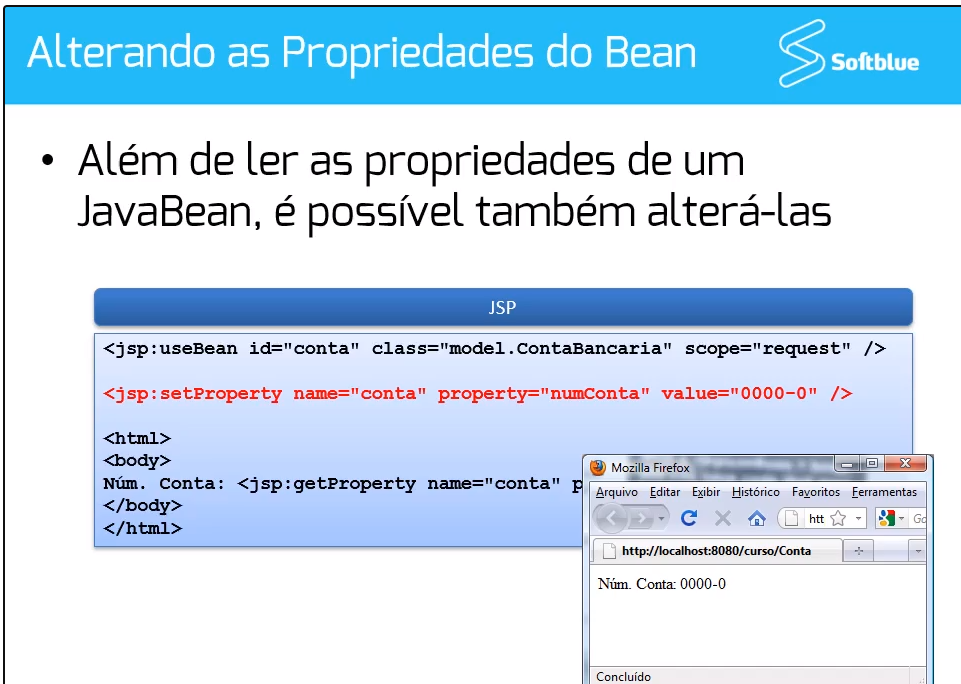 Alterando as Propriedades do Bean
Softblue
• Além de ler as propriedades de um
JavaBean, é possível também alterá-las
JSP
<jsp:useBean id="conta" class="model.ContaBancaria" scope="request" />
<jsp:setProperty name="conta" property="numConta" value="0000-0" />
<html>
<body>
Núm. Conta: <jsp:getProperty name="conta" p
</body>
</html>
Mozilla Firefox
Arquivo Editar Exibir Histórico Favoritos Ferramentas
htt
Go
http://localhost:8080/curso/Conta
Núm. Conta: 0000-0
Concluído